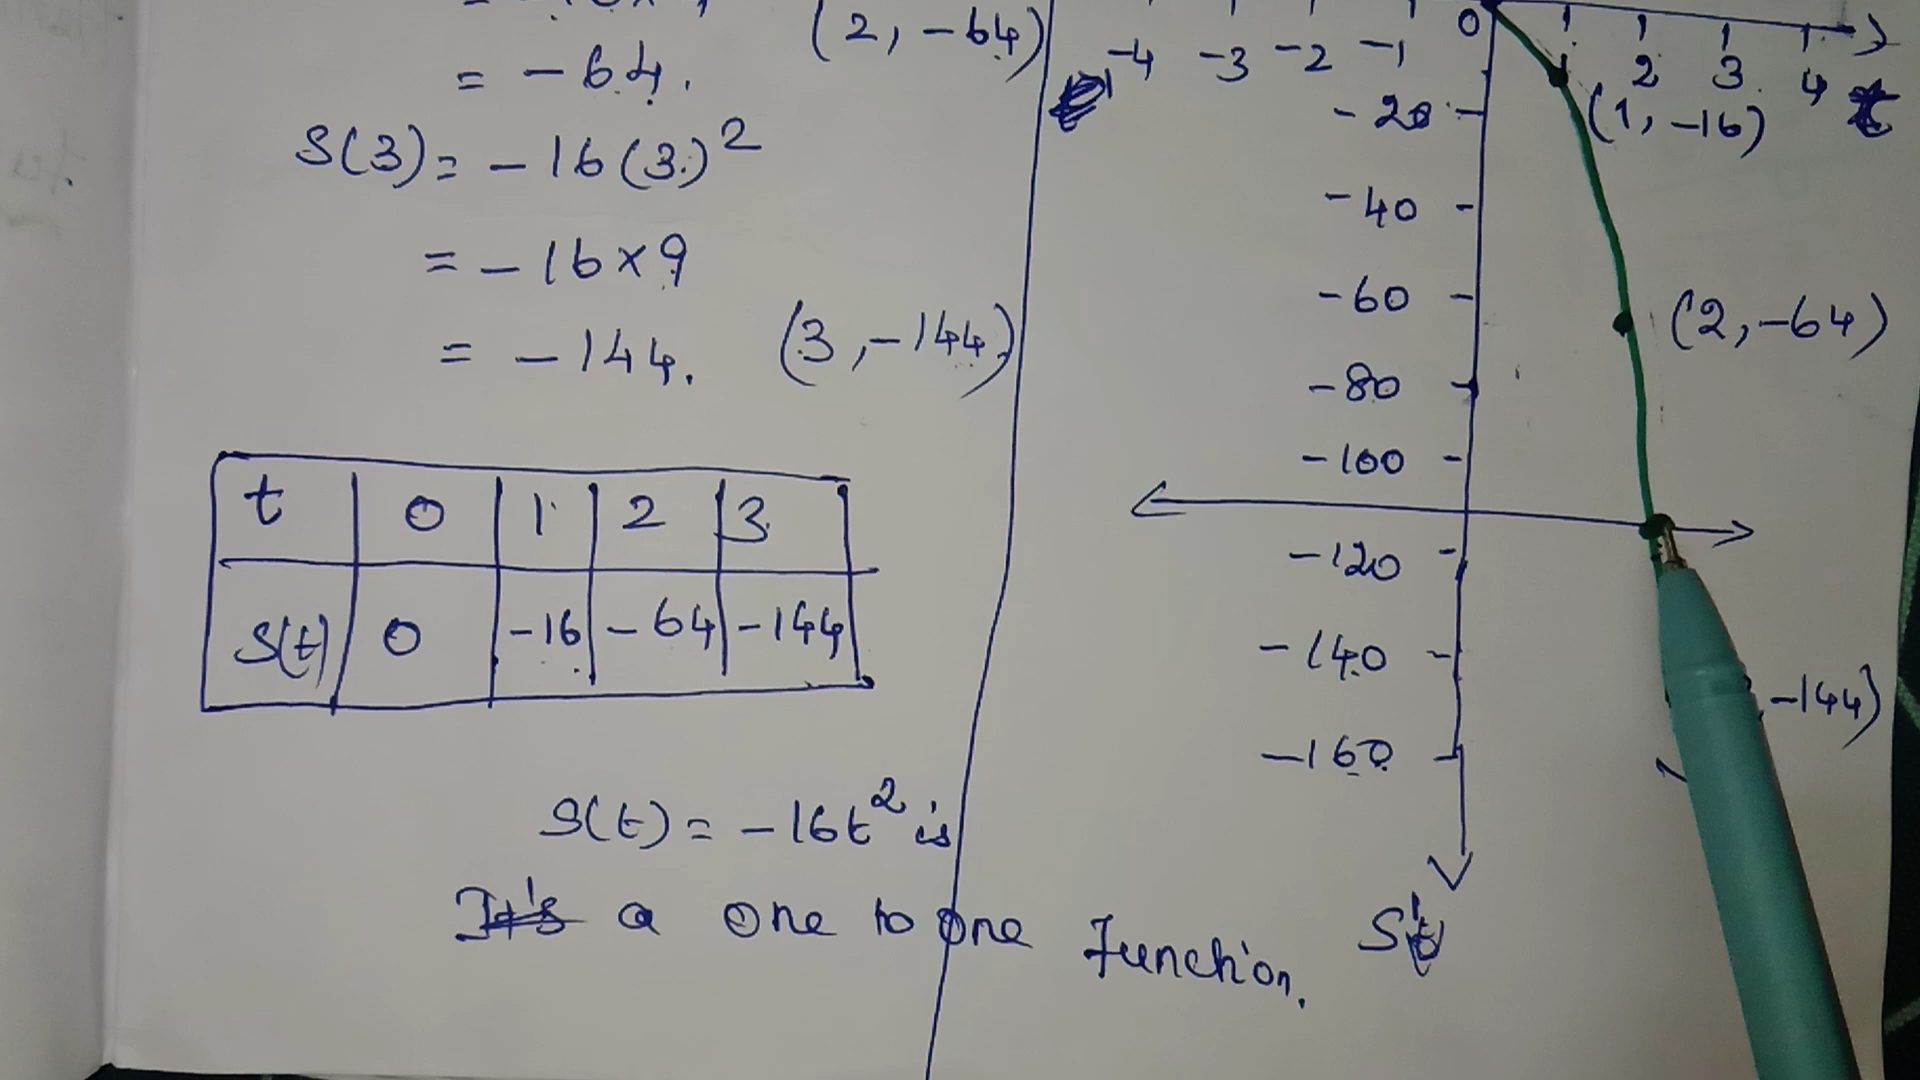 (2, -64)
= -64.
S(3) = -16(3)²
= -16×9
= -144. (3, -144)
t 0 1 2 3
S(t) 0 -16 -64 -144
S(t) = -16t² is
It's a one to one function.
0 1 2 3 4 t
-4 -3 -2 -1
-20 (1, -16)
-40
-60 (2, -64)
-80
-100
-120
-140
-144)
-160